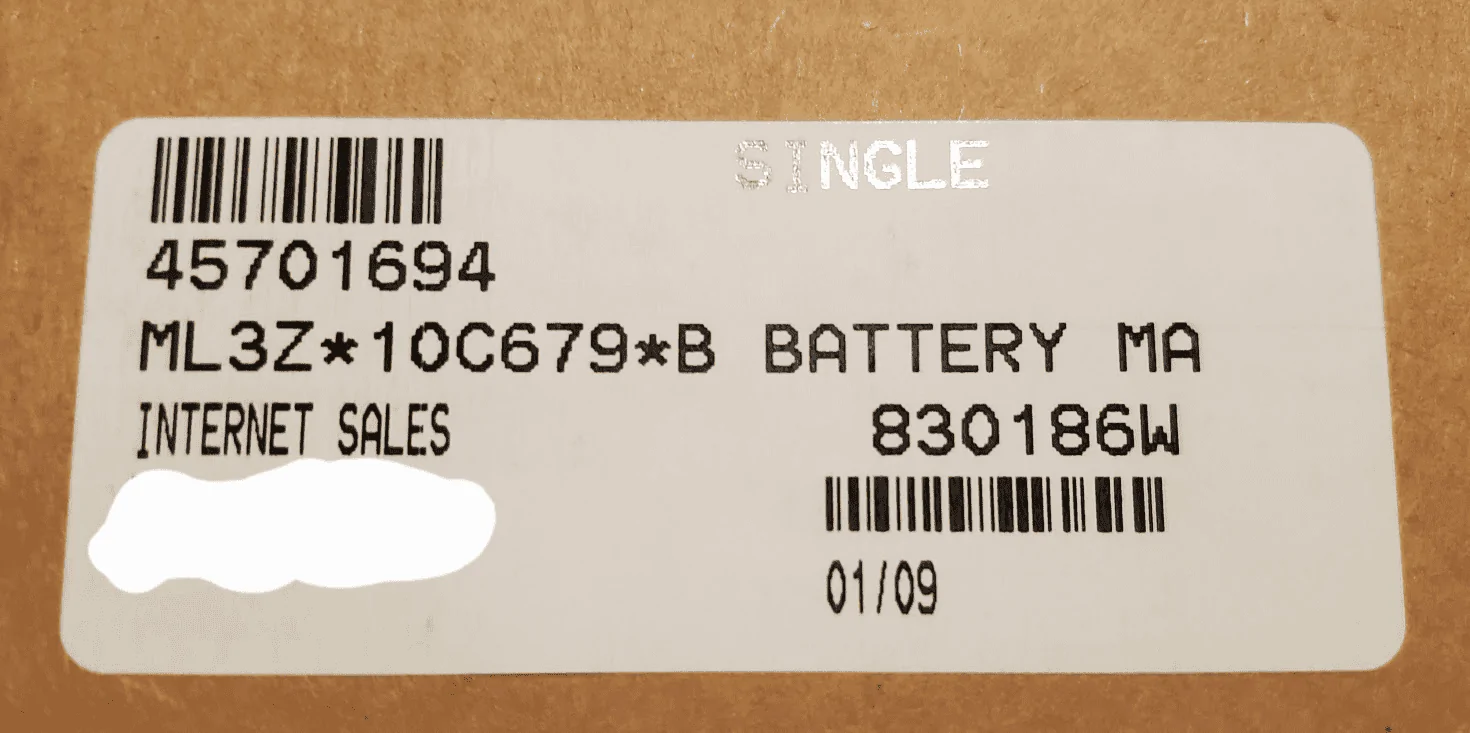 SINGLE
45701694
ML3Z*10C679*B BATTERY MA
INTERNET SALES
830186W
01/09